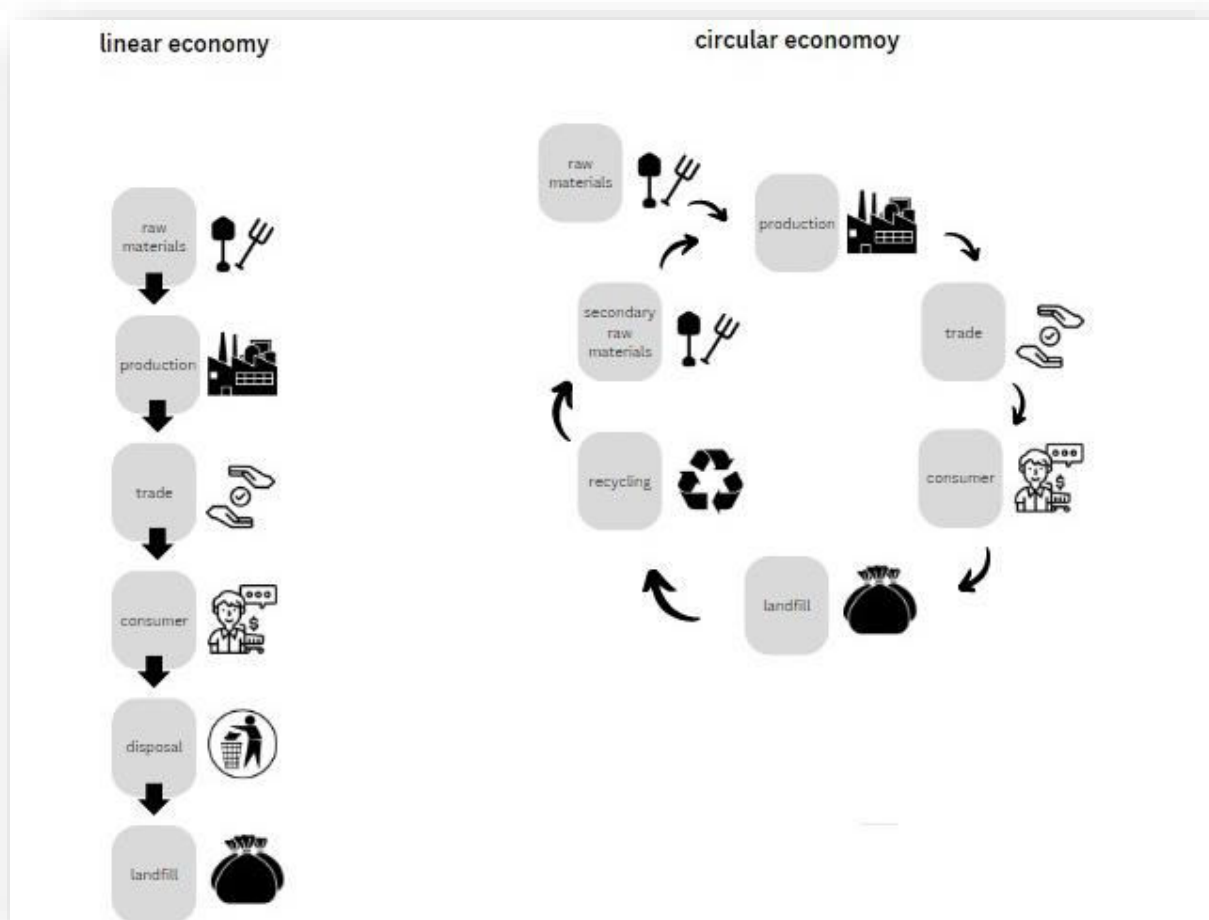 linear economy
raw
materials
production
trade
consumer
$
disposal
landfill
circular economoy
raw
materials
production
trade
consumer
$
landfill
recycling
secondary
raw
materials